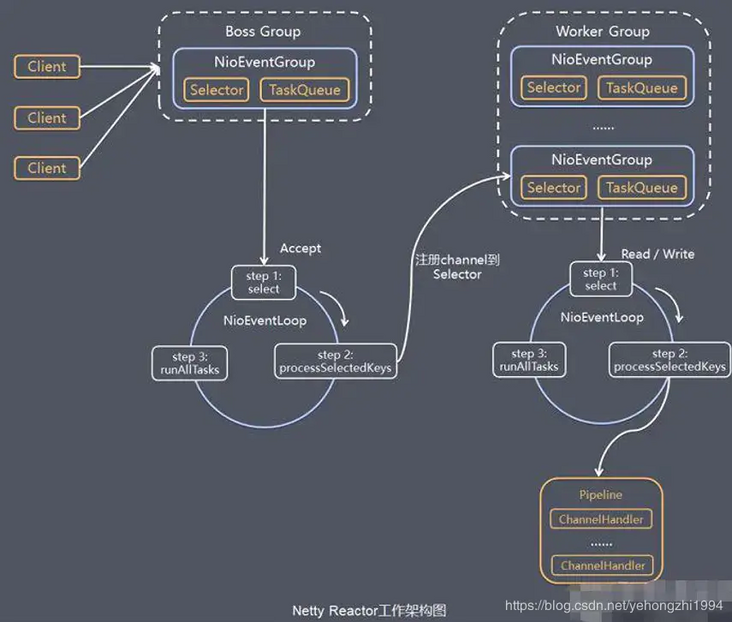 Boss Group
NioEventGroup
Selector
TaskQueue
Client
Client
Client
Worker Group
NioEventGroup
Selector
TaskQueue
......
NioEventGroup
Selector
TaskQueue
Accept
step 1:
select
NioEventLoop
step 2:
processSelectedKeys
step 3:
runAllTasks
注册channel到
Selector
Read / Write
step 1:
select
NioEventLoop
step 2:
processSelectedKeys
step 3:
runAllTasks
Pipeline
ChannelHandler
......
ChannelHandler
Netty Reactor工作架构图
https://blog.csdn.net/yehongzhi1994